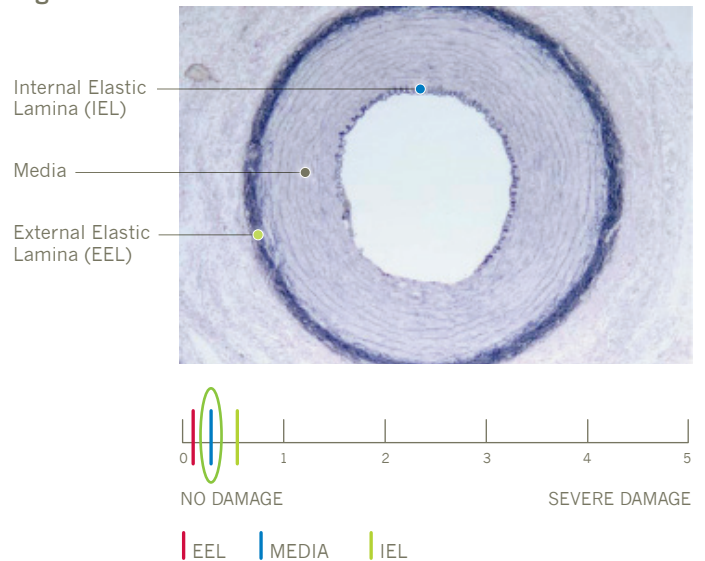 Internal Elastic
Lamina (IEL)
Media
External Elastic
Lamina (EEL)
0 1 2 3 4 5
NO DAMAGE SEVERE DAMAGE
EEL MEDIA IEL